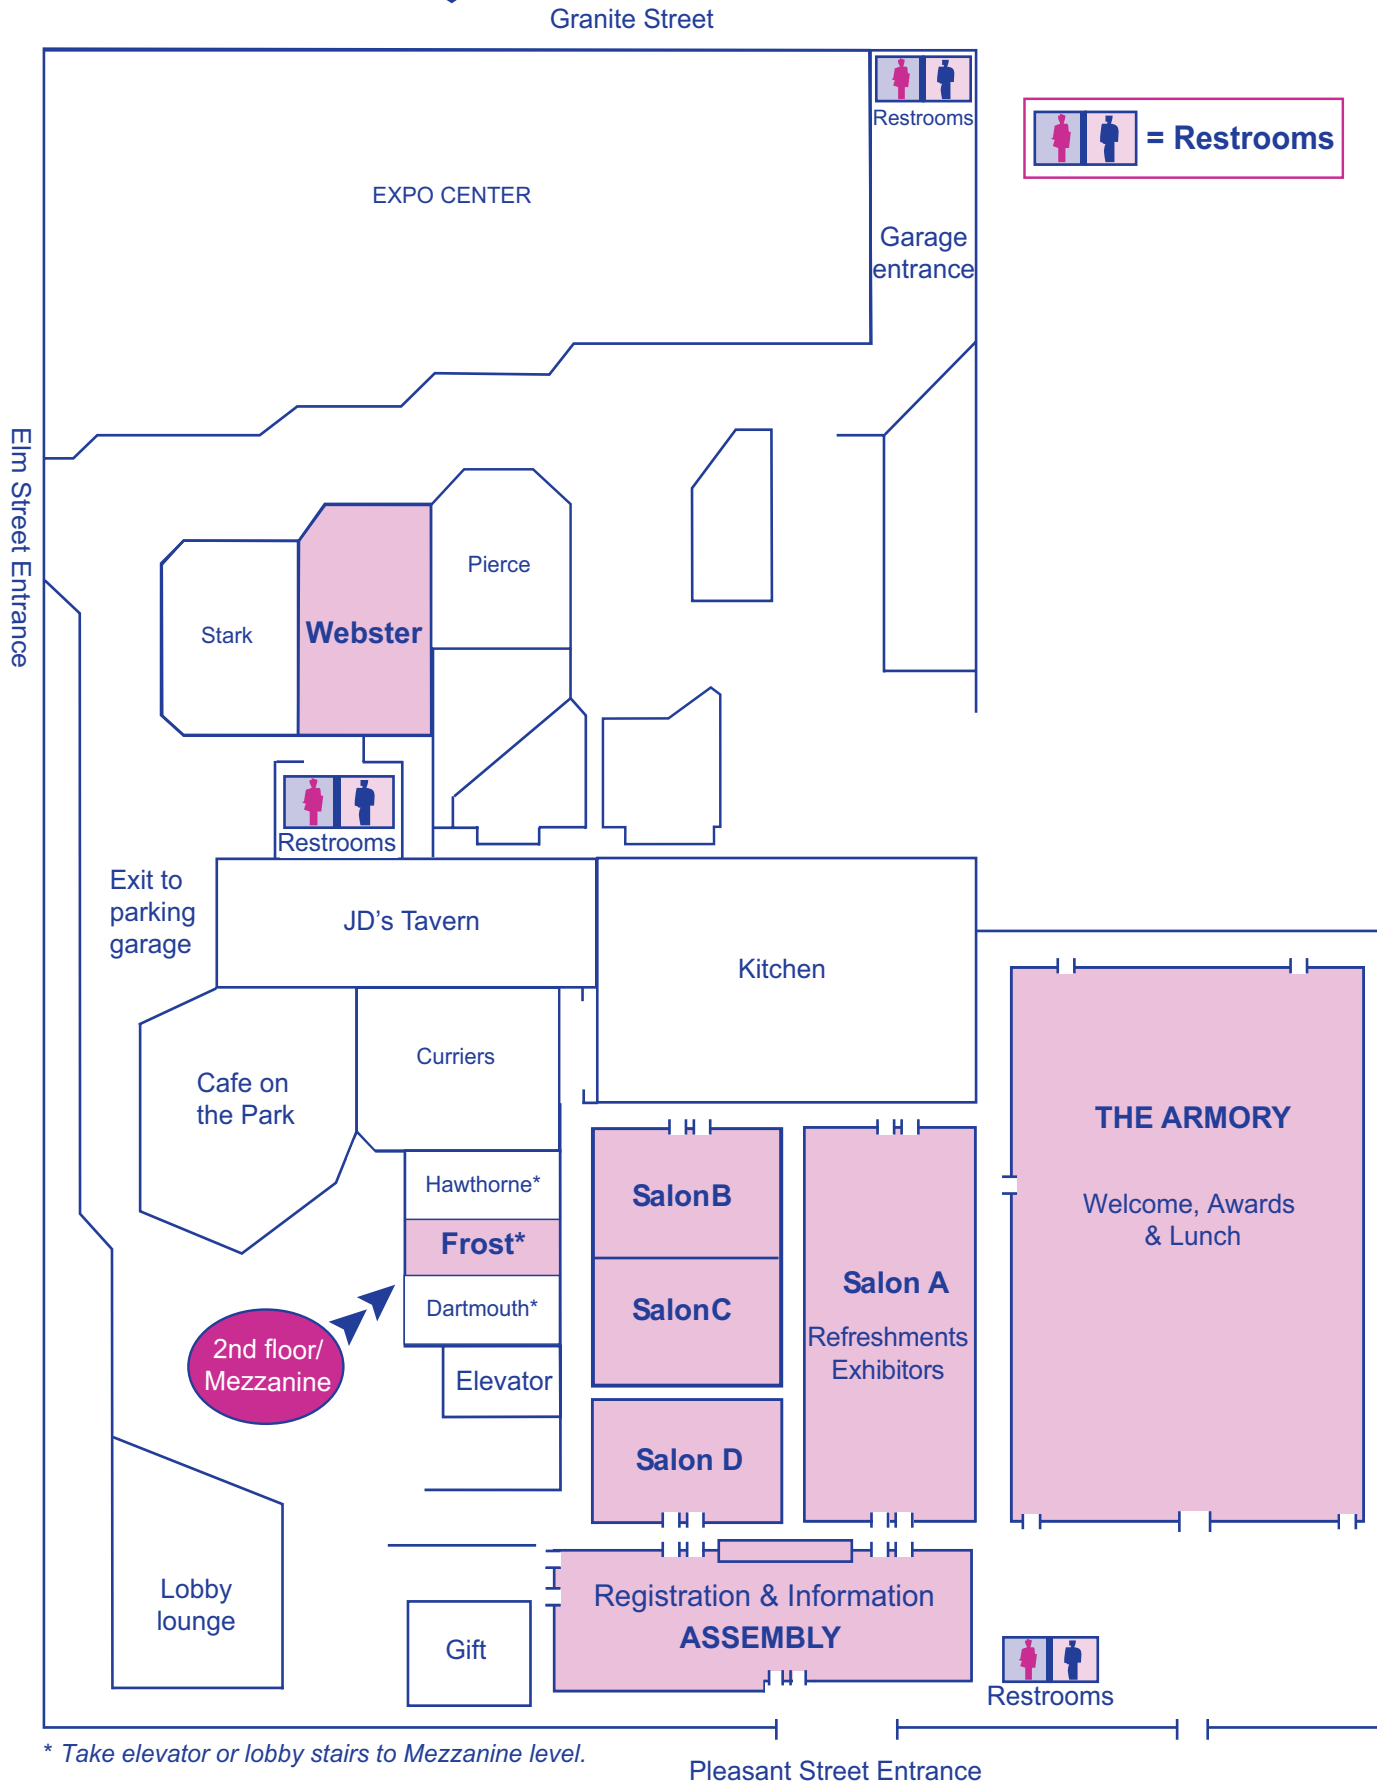 Granite Street
Restrooms
= Restrooms
EXPO CENTER
Garage
entrance
Elm Street Entrance
Pierce
Stark
Webster
Restrooms
Exit to
parking
garage
JD's Tavern
Kitchen
Curriers
Cafe on
the Park
THE ARMORY
Welcome, Awards
& Lunch
Hawthorne*
Frost*
Dartmouth*
Salon B
Salon C
Salon A
Refreshments
Exhibitors
2nd floor/
Mezzanine
Elevator
Salon D
Lobby
lounge
Registration & Information
ASSEMBLY
Gift
Restrooms
* Take elevator or lobby stairs to Mezzanine level.
Pleasant Street Entrance